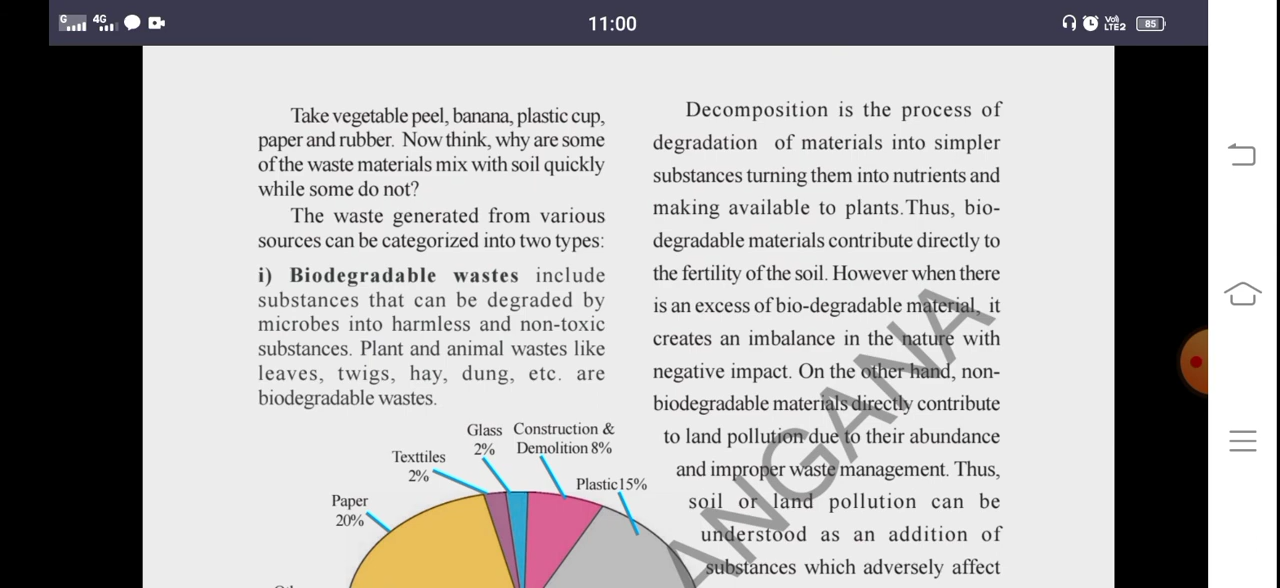 G 4G 11:00 Vo) LTE2 85
Take vegetable peel, banana, plastic cup,
paper and rubber. Now think, why are some
of the waste materials mix with soil quickly
while some do not?
The waste generated from various
sources can be categorized into two types:
i) Biodegradable wastes include
substances that can be degraded by
microbes into harmless and non-toxic
substances. Plant and animal wastes like
leaves, twigs, hay, dung, etc. are
biodegradable wastes.
Glass
2%
Construction &
Demolition 8%
Texttiles
2%
Plastic15%
Paper
20%
Decomposition is the process of
degradation of materials into simpler
substances turning them into nutrients and
making available to plants.Thus, bio-
degradable materials contribute directly to
the fertility of the soil. However when there
is an excess of bio-degradable material, it
creates an imbalance in the nature with
negative impact. On the other hand, non-
biodegradable materials directly contribute
to land pollution due to their abundance
and improper waste management. Thus,
soil or land pollution can be
understood as an addition of
substances which adversely affect
ANGANA